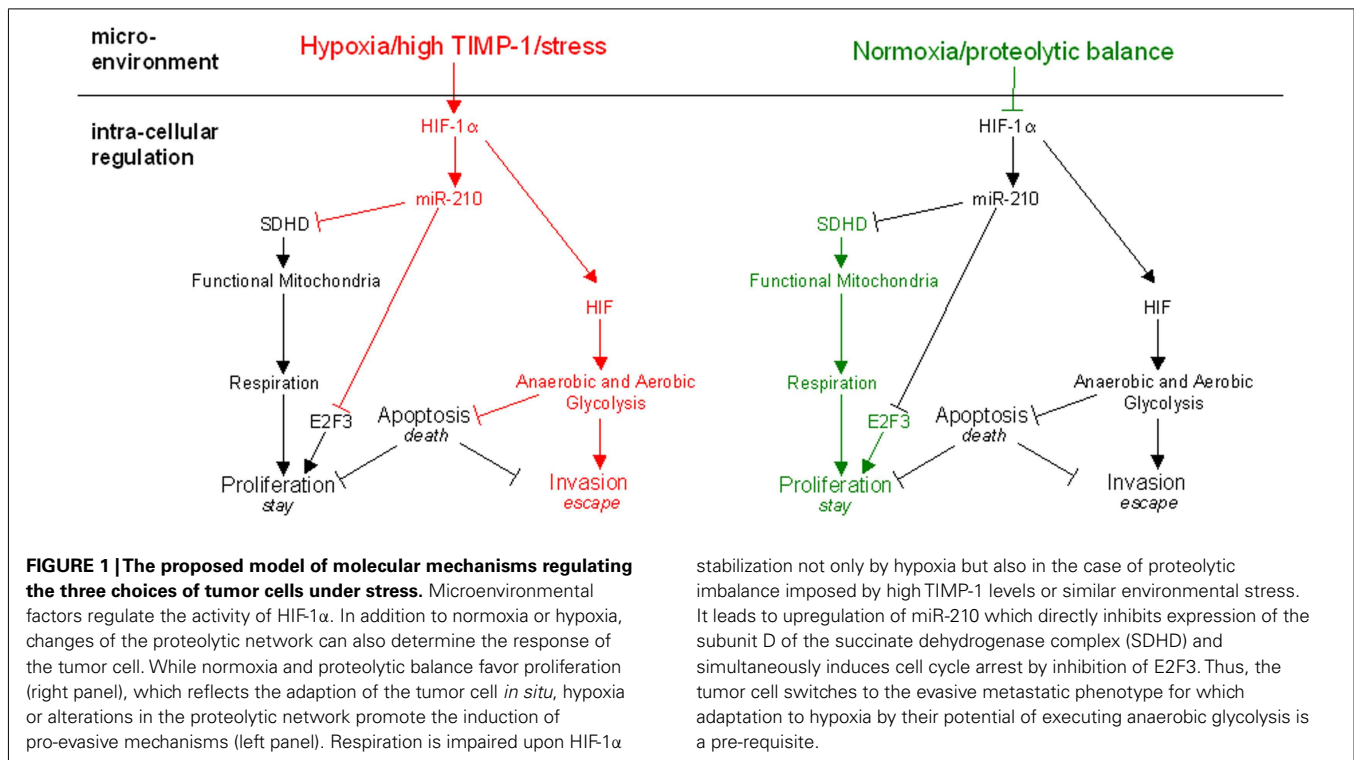 micro-
environment
Hypoxia/high TIMP-1/stress
Normoxia/proteolytic balance
intra-cellular
regulation
HIF-1α
miR-210
SDHD
Functional Mitochondria
HIF
Respiration
Anaerobic and Aerobic
Glycolysis
E2F3
Apoptosis
death
Proliferation
stay
Invasion
escape
HIF-1α
miR-210
SDHD
Functional Mitochondria
HIF
Respiration
Anaerobic and Aerobic
Glycolysis
E2F3
Apoptosis
death
Proliferation
stay
Invasion
escape
FIGURE 1 | The proposed model of molecular mechanisms regulating
the three choices of tumor cells under stress. Microenvironmental
factors regulate the activity of HIF-1α. In addition to normoxia or hypoxia,
changes of the proteolytic network can also determine the response of
the tumor cell. While normoxia and proteolytic balance favor proliferation
(right panel), which reflects the adaption of the tumor cell in situ, hypoxia
or alterations in the proteolytic network promote the induction of
pro-evasive mechanisms (left panel). Respiration is impaired upon HIF-1α
stabilization not only by hypoxia but also in the case of proteolytic
imbalance imposed by high TIMP-1 levels or similar environmental stress.
It leads to upregulation of miR-210 which directly inhibits expression of the
subunit D of the succinate dehydrogenase complex (SDHD) and
simultaneously induces cell cycle arrest by inhibition of E2F3. Thus, the
tumor cell switches to the evasive metastatic phenotype for which
adaptation to hypoxia by their potential of executing anaerobic glycolysis is
a pre-requisite.